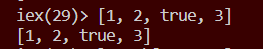 iex(29)> [1, 2, true, 3]
[1, 2, true, 3]